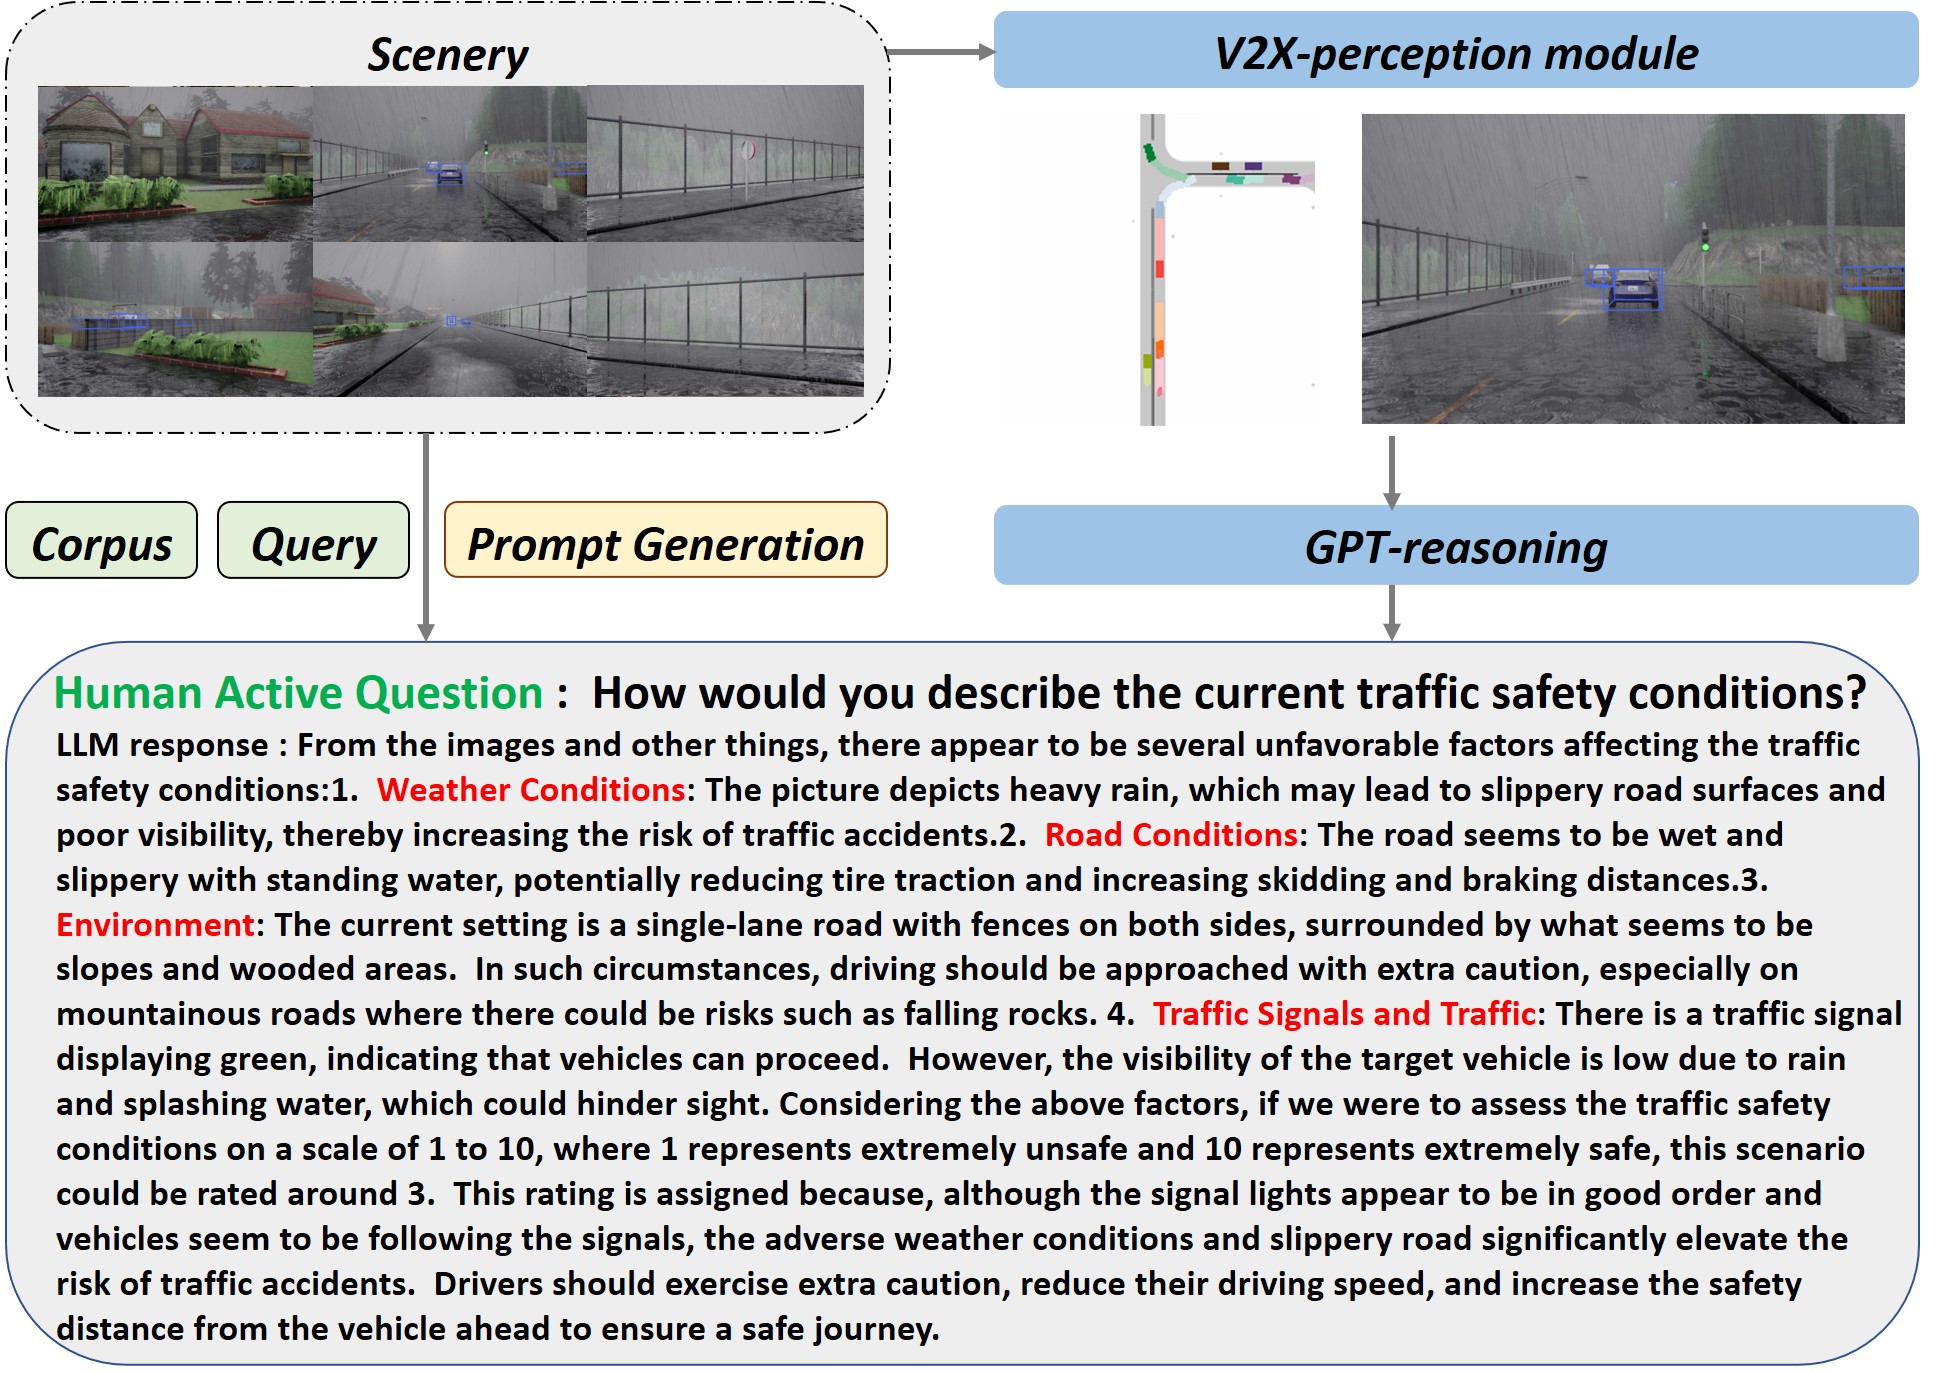 Scenery
V2X-perception module
Corpus
Query
Prompt Generation
GPT-reasoning
Human Active Question :  How would you describe the current traffic safety conditions?
LLM response : From the images and other things, there appear to be several unfavorable factors affecting the traffic
safety conditions:1.  Weather Conditions: The picture depicts heavy rain, which may lead to slippery road surfaces and
poor visibility, thereby increasing the risk of traffic accidents.2.  Road Conditions: The road seems to be wet and
slippery with standing water, potentially reducing tire traction and increasing skidding and braking distances.3.
Environment: The current setting is a single-lane road with fences on both sides, surrounded by what seems to be
slopes and wooded areas.  In such circumstances, driving should be approached with extra caution, especially on
mountainous roads where there could be risks such as falling rocks. 4.  Traffic Signals and Traffic: There is a traffic signal
displaying green, indicating that vehicles can proceed.  However, the visibility of the target vehicle is low due to rain
and splashing water, which could hinder sight. Considering the above factors, if we were to assess the traffic safety
conditions on a scale of 1 to 10, where 1 represents extremely unsafe and 10 represents extremely safe, this scenario
could be rated around 3.  This rating is assigned because, although the signal lights appear to be in good order and
vehicles seem to be following the signals, the adverse weather conditions and slippery road significantly elevate the
risk of traffic accidents.  Drivers should exercise extra caution, reduce their driving speed, and increase the safety
distance from the vehicle ahead to ensure a safe journey.